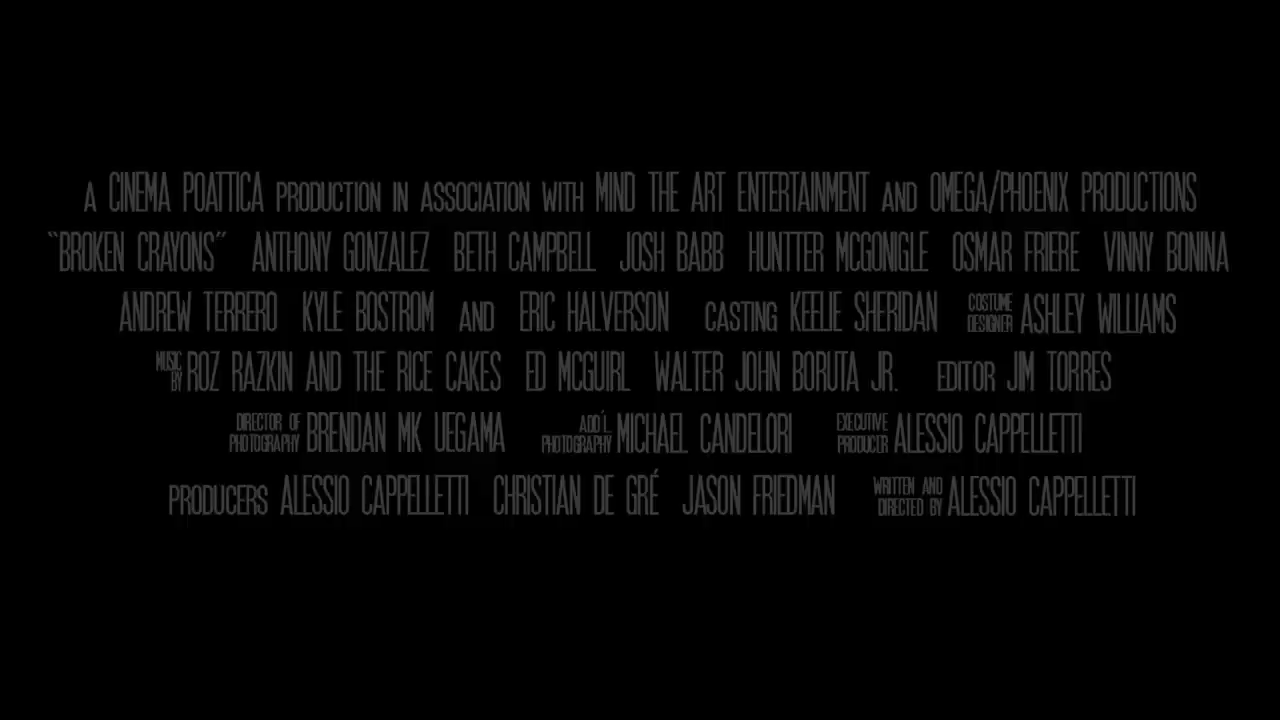 A CINEMA POATTICA PRODUCTION IN ASSOCIATION WITH MIND THE ART ENTERTAINMENT AND OMEGA/PHOENIX PRODUCTIONS
“BROKEN CRAYONS” ANTHONY GONZALEZ BETH CAMPBELL JOSH BABB HUNTTER MCGONIGLE OSMAR FRIERE VINNY BONINA
ANDREW TERRERO KYLE BOSTROM AND ERIC HALVERSON CASTING KEELIE SHERIDAN COSTUME DESIGNER ASHLEY WILLIAMS
MUSIC BY ROZ RAZKIN AND THE RICE CAKES ED MCGUIRL WALTER JOHN BORUTA JR. EDITOR JIM TORRES
DIRECTOR OF PHOTOGRAPHY BRENDAN MK UEGAMA ADD'L PHOTOGRAPHY MICHAEL CANDELORI EXECUTIVE PRODUCER ALESSIO CAPPELLETTI
PRODUCERS ALESSIO CAPPELLETTI CHRISTIAN DE GRÉ JASON FRIEDMAN WRITTEN AND DIRECTED BY ALESSIO CAPPELLETTI